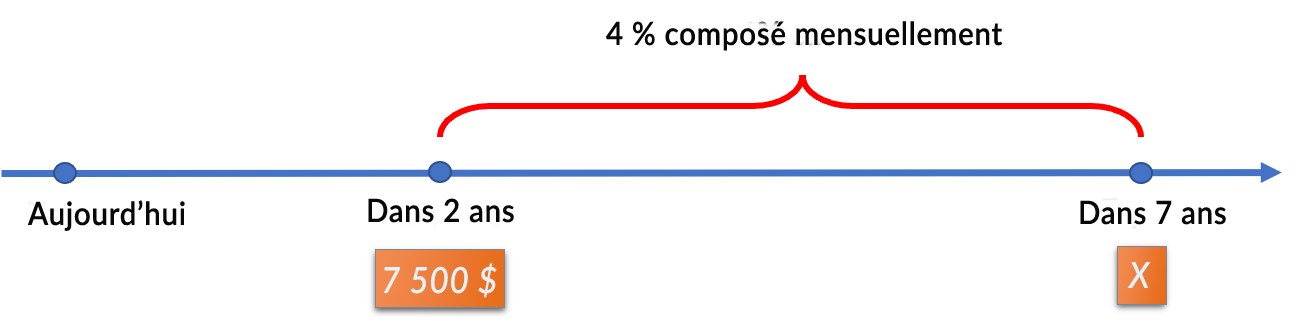 4 % composé mensuellement
Aujourd’hui
Dans 2 ans
Dans 7 ans
7 500 $
X